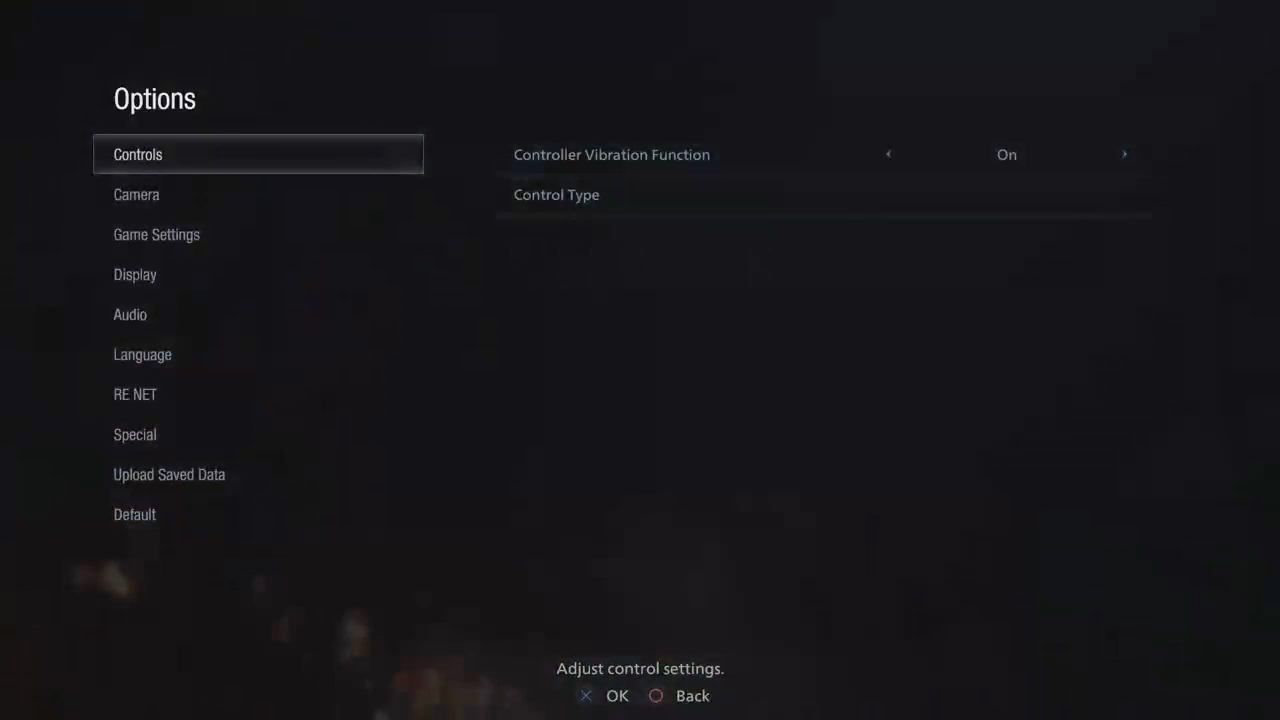 Options
Controls
Controller Vibration Function On
Camera
Control Type
Game Settings
Display
Audio
Language
RE NET
Special
Upload Saved Data
Default
Adjust control settings.
OK Back